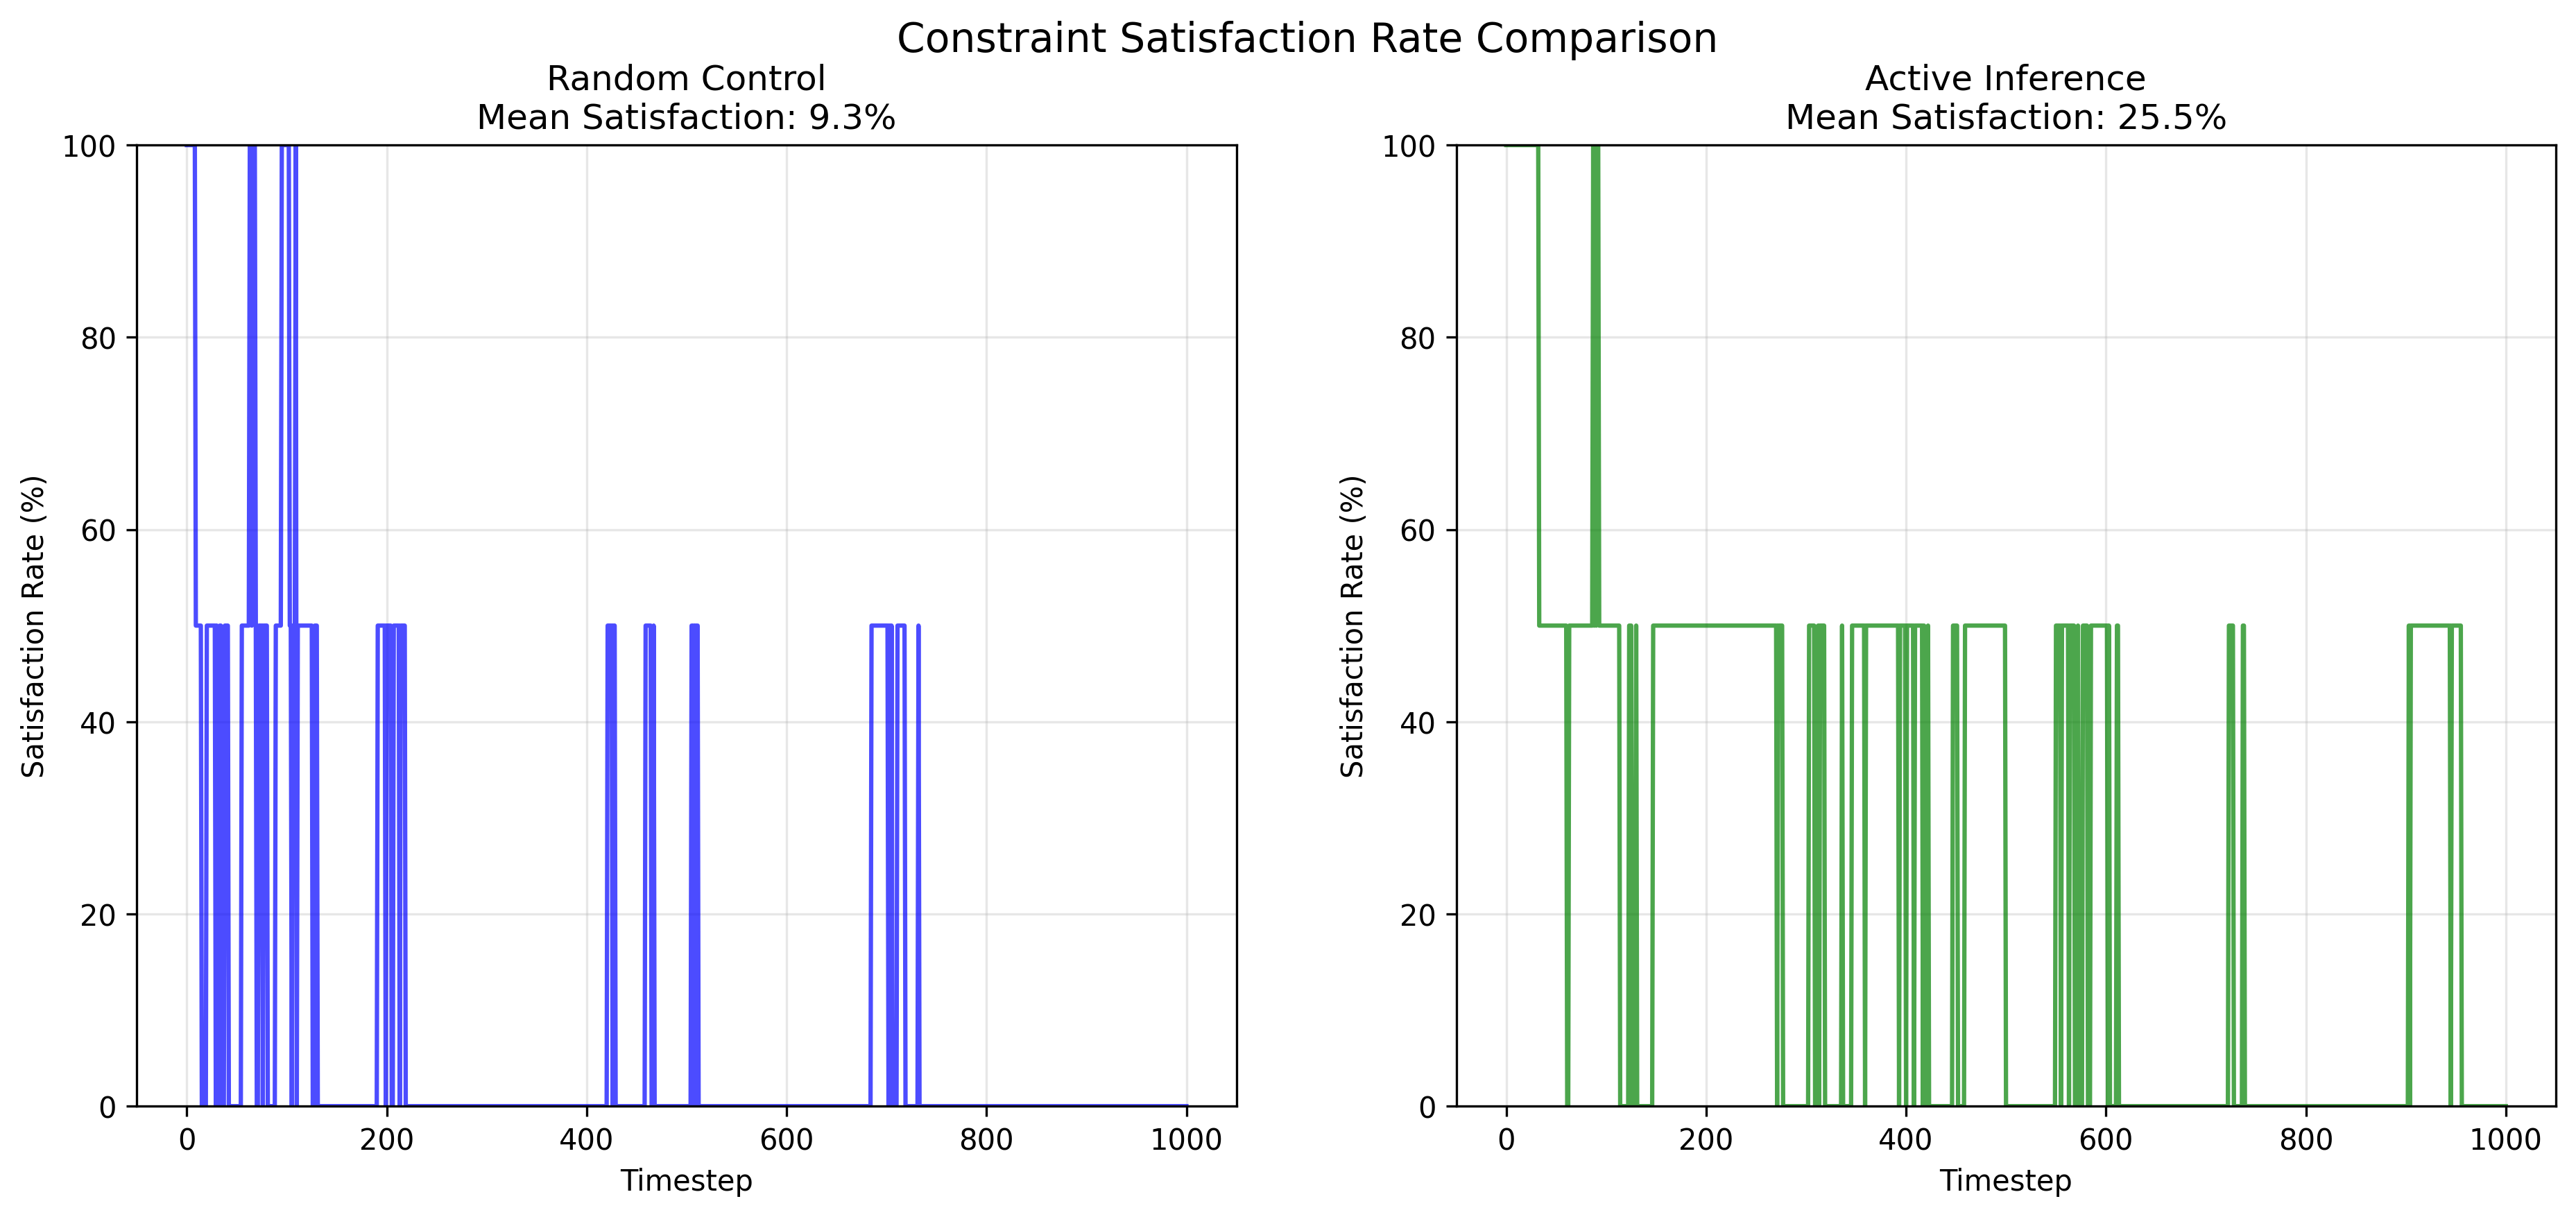 Constraint Satisfaction Rate Comparison
Random Control
Mean Satisfaction: 9.3%
100
80
60
40
20
0
Satisfaction Rate (%)
0 200 400 600 800 1000
Timestep
Active Inference
Mean Satisfaction: 25.5%
100
80
60
40
20
0
Satisfaction Rate (%)
0 200 400 600 800 1000
Timestep